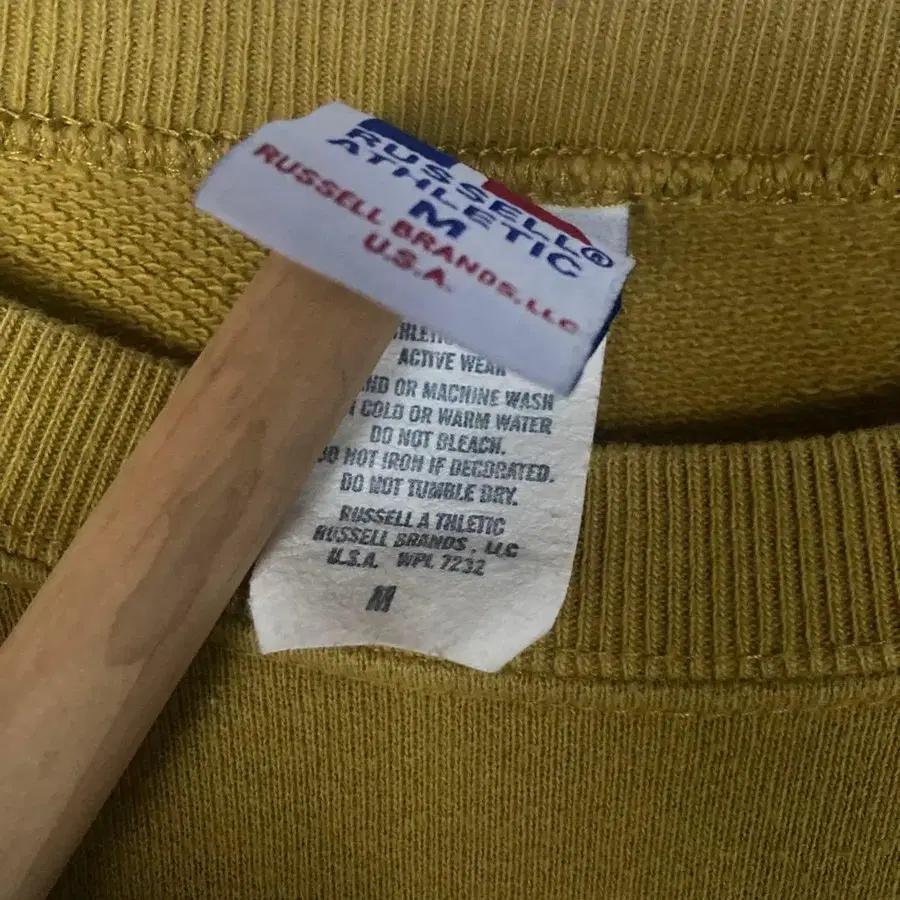 RUSSELL®
ATHLETIC
M
RUSSELL BRANDS, LLC
U.S.A.
ACTIVE WEAR
OR MACHINE WASH
COLD OR WARM WATER
DO NOT BLEACH.
DO NOT IRON IF DECORATED.
DO NOT TUMBLE DRY.
RUSSELL A THLETIC
RUSSELL BRANDS, LLC
U.S.A. WPL 7232
M